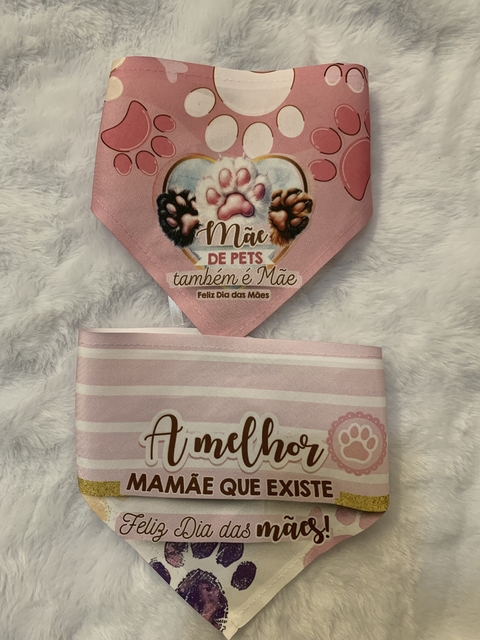 Mãe
DE PETS
também é Mãe
Feliz Dia das Mães
A melhor
MAMÃE QUE EXISTE
Feliz Dia das mães!